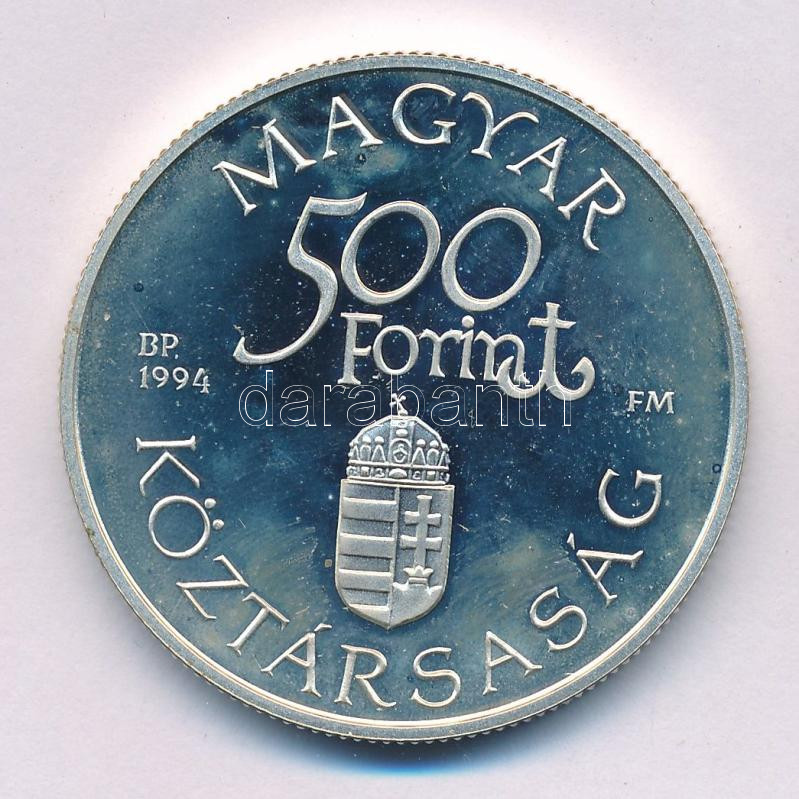 MAGYAR
500
Forint
BP.
1994
FM
darabanth
KÖZTÁRSASÁG